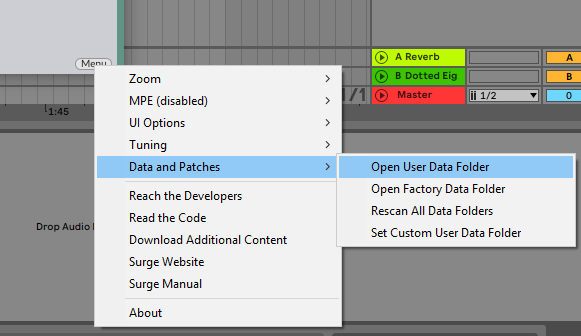 A Reverb
A
B Dotted Eig
B
Master
1/2
0
1/1
Menu
1:45
Zoom
MPE (disabled)
UI Options
Tuning
Data and Patches
Reach the Developers
Read the Code
Download Additional Content
Surge Website
Surge Manual
About
Open User Data Folder
Open Factory Data Folder
Rescan All Data Folders
Set Custom User Data Folder
Drop Audio